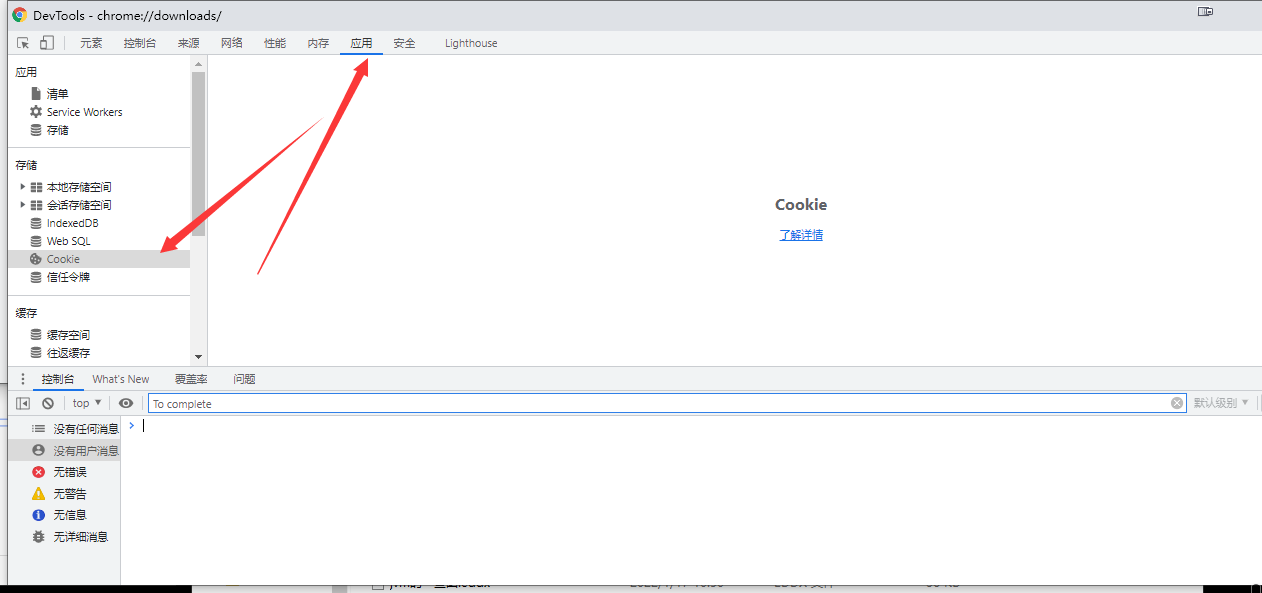 DevTools - chrome://downloads/
元素 控制台 来源 网络 性能 内存 应用 安全 Lighthouse
应用
清单
Service Workers
存储
存储
本地存储空间
会话存储空间
IndexedDB
Web SQL
Cookie
信任令牌
缓存
缓存空间
往返缓存
Cookie
了解详情
控制台 What's New 覆盖率 问题
top To complete 默认级别
没有任何消息
没有用户消息
无错误
无警告
无信息
无详细消息